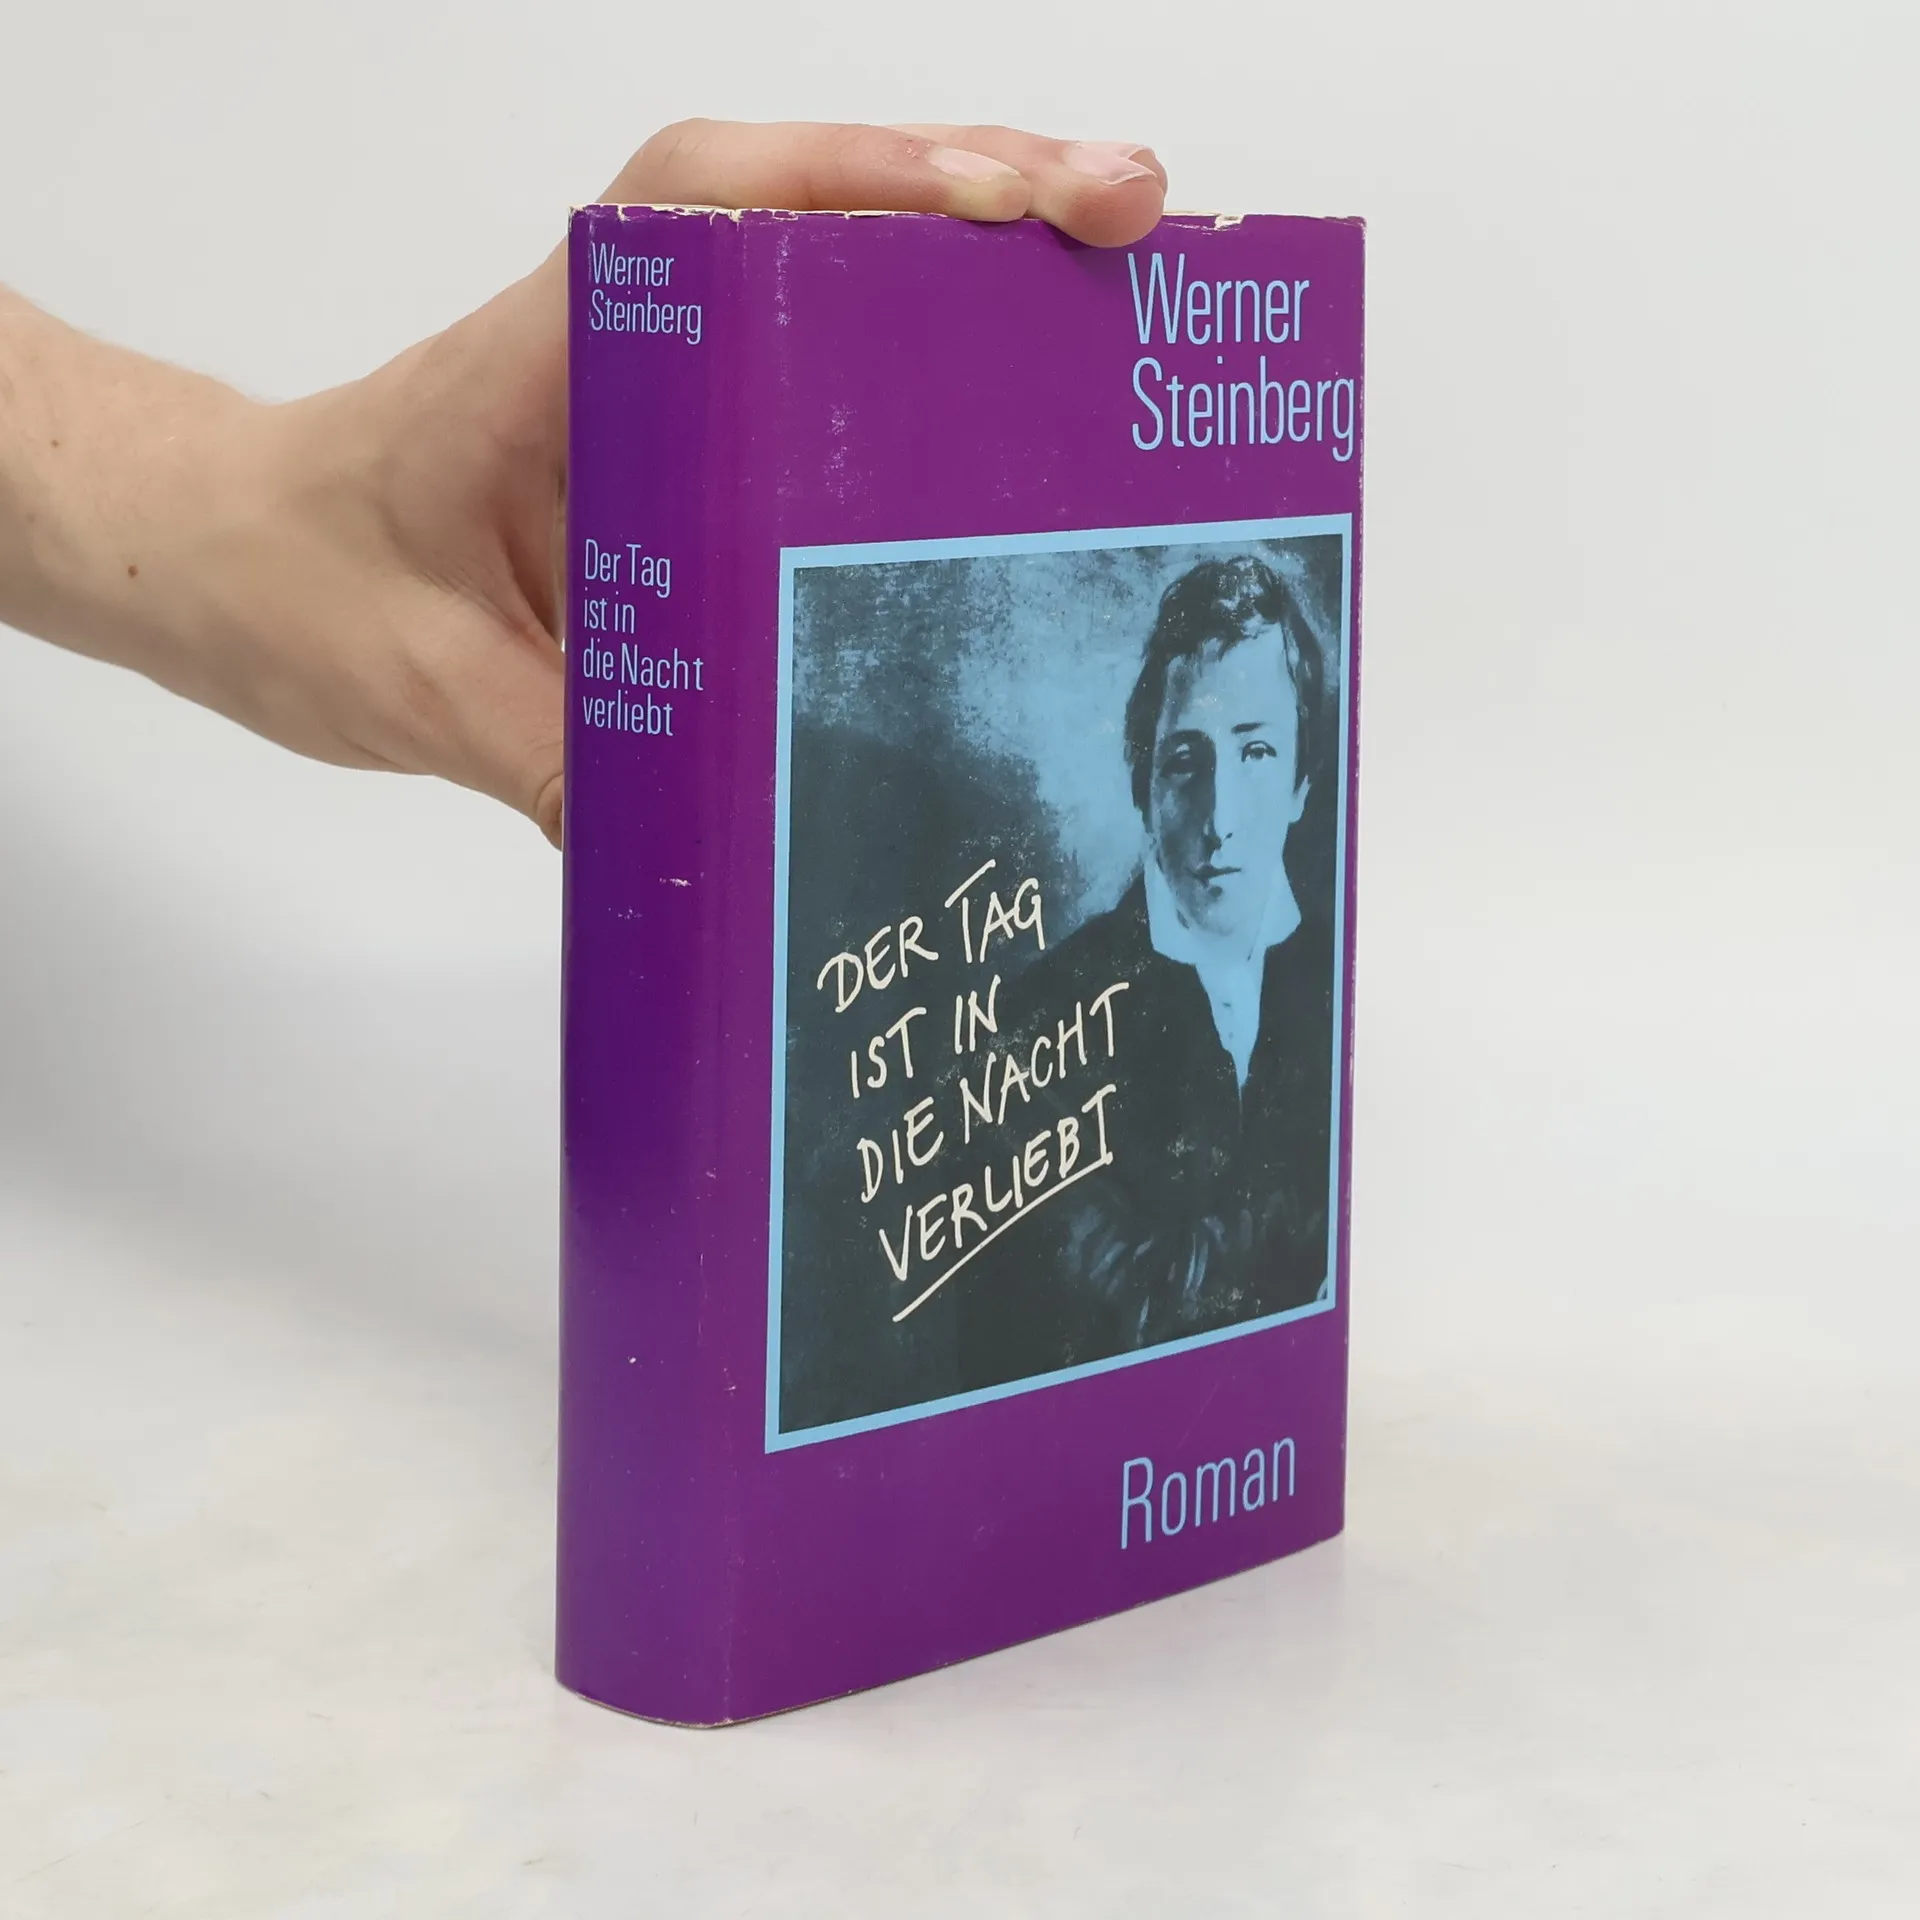 Werner
Steinberg
Der Tag
ist in
die Nacht
verliebt
Werner
Steinberg
DER TAG
IST IN
DIE NACHT
VERLIEBT
Roman